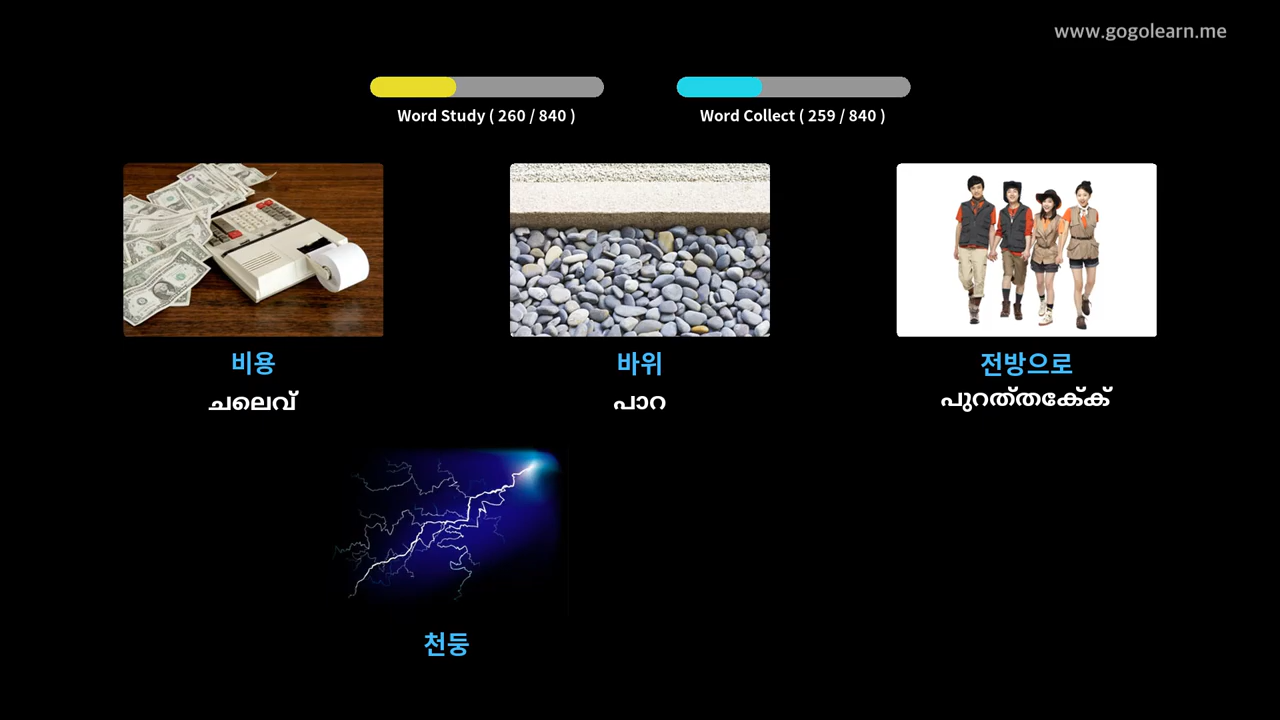 www.gogolearn.me
Word Study ( 260 / 840 )
Word Collect ( 259 / 840 )
비용
바위
전방으로
ചലെവ്
പാറ
പുറത്തകേ്ക്
천둥